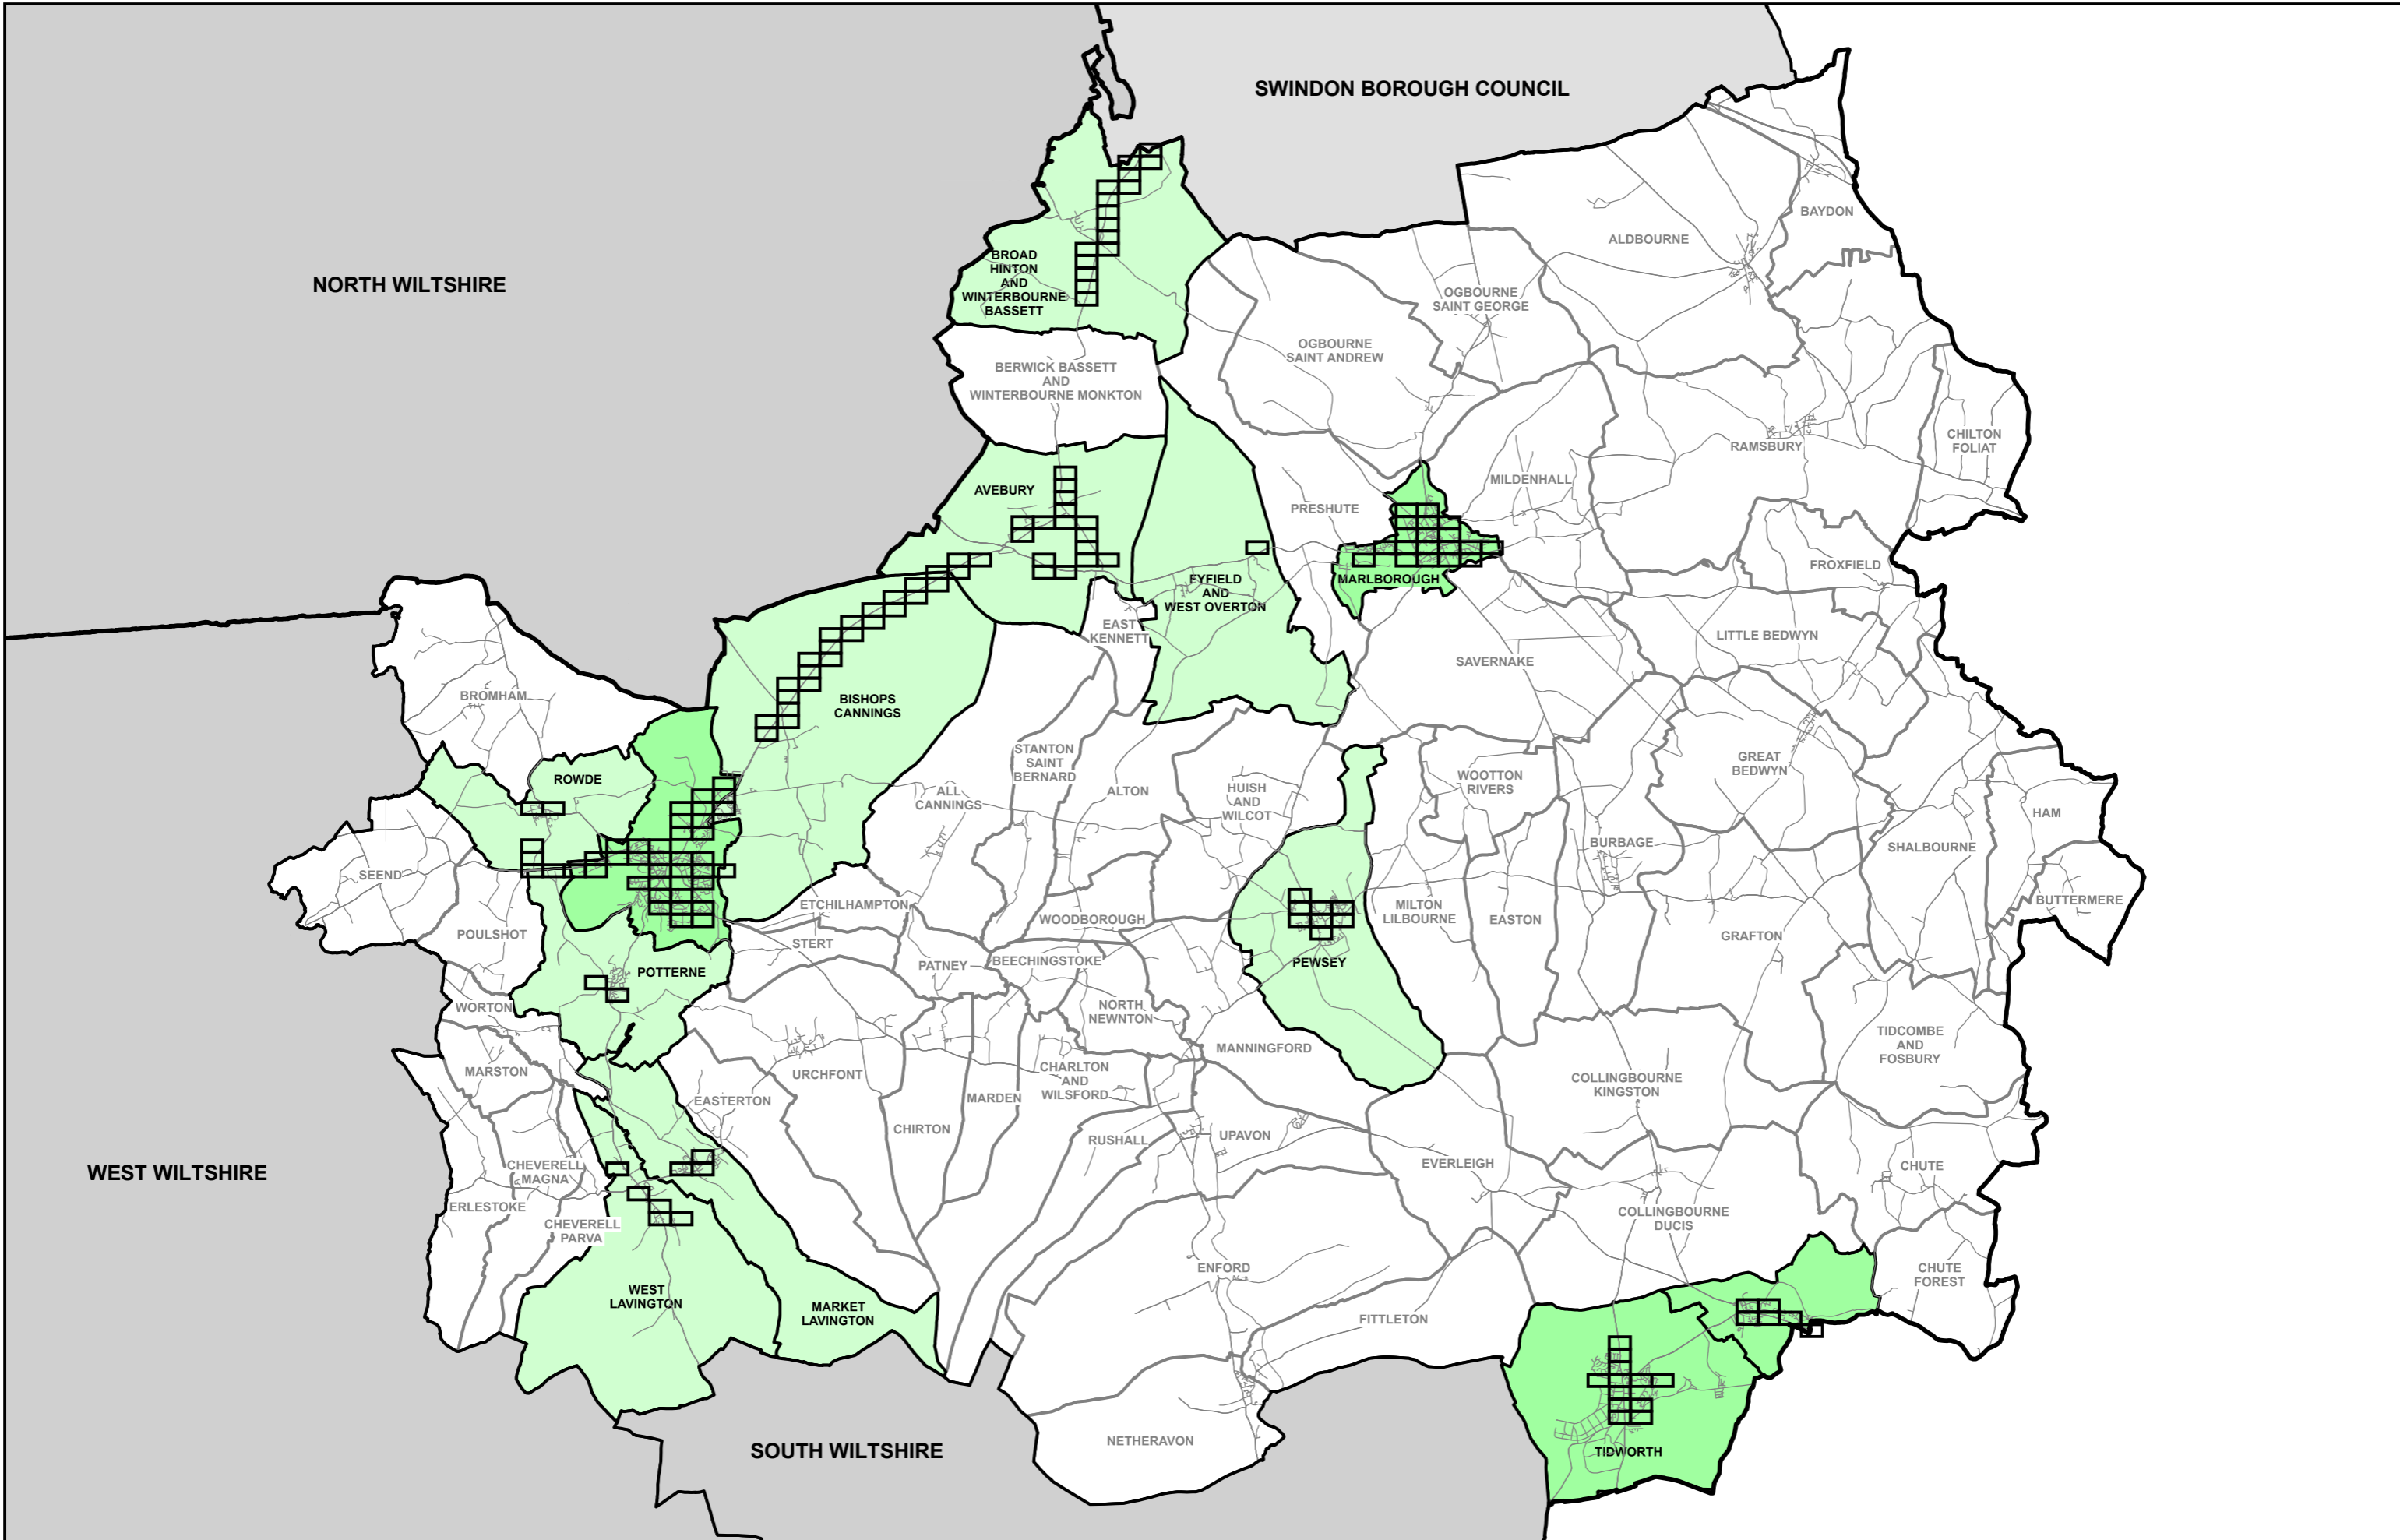 SWINDON BOROUGH COUNCIL
NORTH WILTSHIRE
BAYDON
ALDBOURNE
BROAD
HINTON
AND
WINTERBOURNE
BASSETT
OGBOURNE
SAINT GEORGE
OGBOURNE
SAINT ANDREW
BERWICK BASSETT
AND
WINTERBOURNE MONKTON
RAMSBURY
CHILTON
FOLIAT
AVEBURY
MILDENHALL
PRESHUTE
FROXFIELD
MARLBOROUGH
FYFIELD
AND
WEST OVERTON
EAST
KENNETT
LITTLE BEDWYN
SAVERNAKE
BROMHAM
BISHOPS
CANNINGS
STANTON
SAINT
BERNARD
GREAT
BEDWYN
ROWDE
WOOTTON
RIVERS
ALL
CANNINGS
ALTON
HUISH
AND
WILCOT
HAM
BURBAGE
SHALBOURNE
SEEND
ETCHILHAMPTON
WOODBOROUGH
MILTON
LILBOURNE
EASTON
BUTTERMERE
POULSHOT
STERT
GRAFTON
POTTERNE
PATNEY
BEECHINGSTOKE
PEWSEY
WORTON
NORTH
NEWNTON
TIDCOMBE
AND
FOSBURY
MANNINGFORD
MARSTON
URCHFONT
CHARLTON
AND
WILSFORD
COLLINGBOURNE
KINGSTON
EASTERTON
MARDEN
CHIRTON
RUSHALL
UPAVON
WEST WILTSHIRE
CHEVERELL
MAGNA
EVERLEIGH
CHUTE
ERLESTOKE
CHEVERELL
PARVA
COLLINGBOURNE
DUCIS
ENFORD
CHUTE
FOREST
WEST
LAVINGTON
MARKET
LAVINGTON
FITTLETON
SOUTH WILTSHIRE
NETHERAVON
TIDWORTH